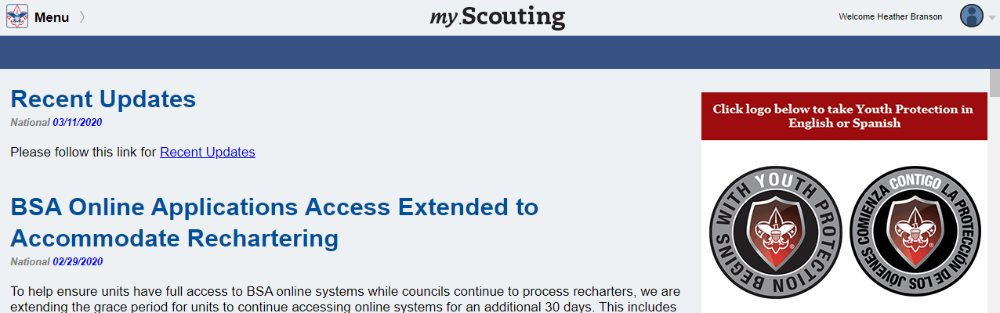 Menu
my.Scouting
Welcome Heather Branson
Recent Updates
National 03/11/2020
Please follow this link for Recent Updates
BSA Online Applications Access Extended to
Accommodate Rechartering
National 02/29/2020
To help ensure units have full access to BSA online systems while councils continue to process recharters, we are
extending the grace period for units to continue accessing online systems for an additional 30 days. This includes
Click logo below to take Youth Protection in
English or Spanish
YOUTH PROTECTION BEGINS WITH
®
COMIENZA CONTIGO LA PROTECCIÓN DE LOS JÓVENES
®